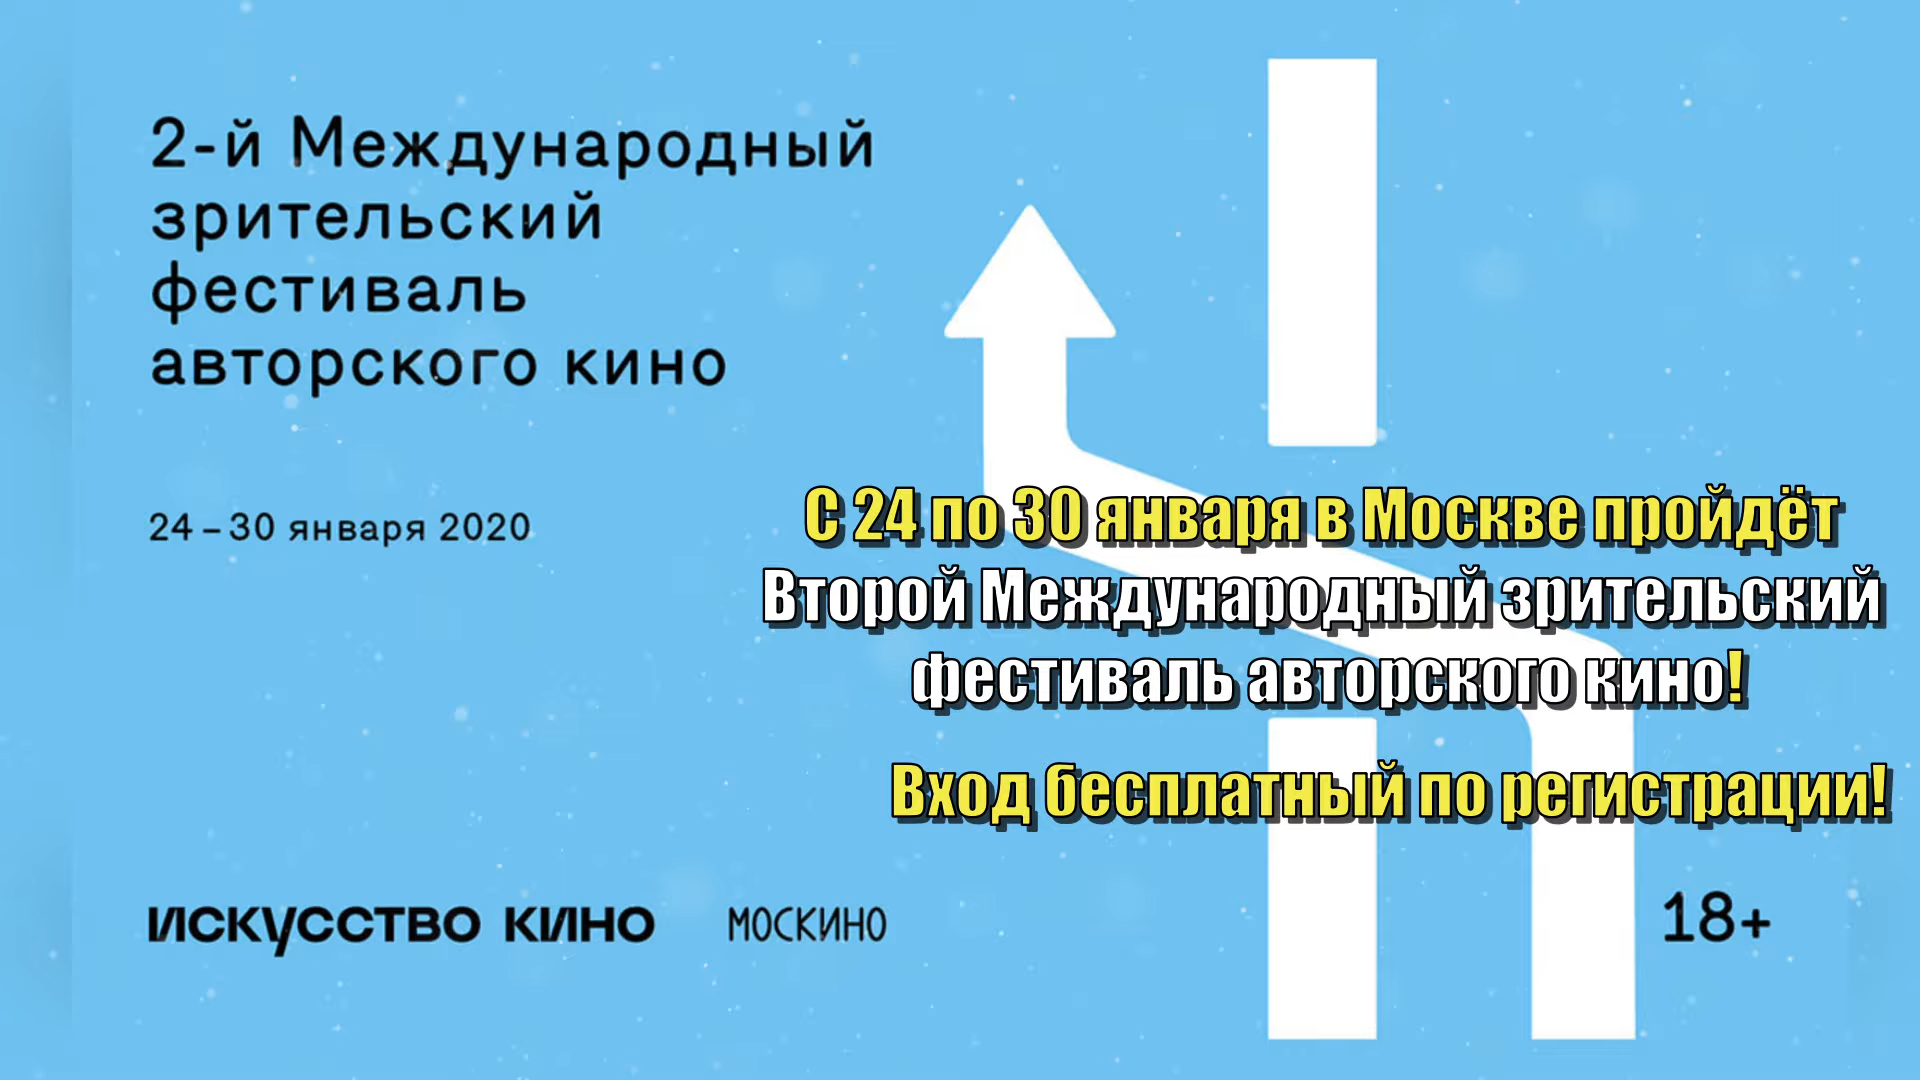 2-й Международный
зрительский
фестиваль
авторского кино
24 – 30 января 2020
С 24 по 30 января в Москве пройдёт
Второй Международный зрительский
фестиваль авторского кино!
Вход бесплатный по регистрации!
ИСКУССТВО КИНО
МОСКИНО
18+